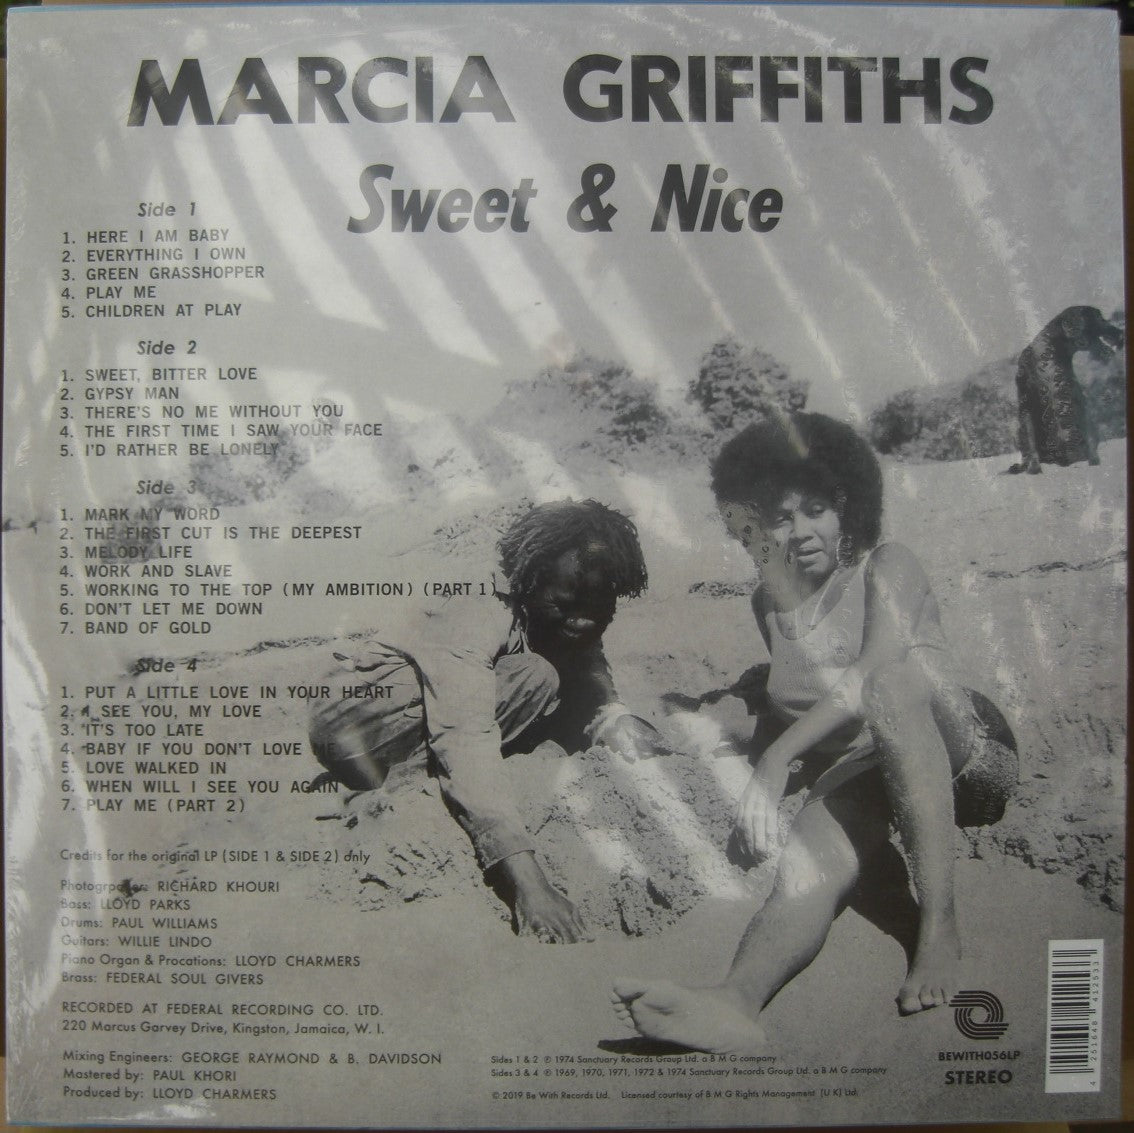 MARCIA GRIFFITHS
Sweet & Nice
Side 1
1. HERE I AM BABY
2. EVERYTHING I OWN
3. GREEN GRASSHOPPER
4. PLAY ME
5. CHILDREN AT PLAY
Side 2
1. SWEET, BITTER LOVE
2. GYPSY MAN
3. THERE'S NO ME WITHOUT YOU
4. THE FIRST TIME I SAW YOUR FACE
5. I'D RATHER BE LONELY
Side 3
1. MARK MY WORD
2. THE FIRST CUT IS THE DEEPEST
3. MELODY LIFE
4. WORK AND SLAVE
5. WORKING TO THE TOP (MY AMBITION) (PART 1)
6. DON'T LET ME DOWN
7. BAND OF GOLD
Side 4
1. PUT A LITTLE LOVE IN YOUR HEART
2. I SEE YOU, MY LOVE
3. IT'S TOO LATE
4. BABY IF YOU DON'T LOVE ME
5. LOVE WALKED IN
6. WHEN WILL I SEE YOU AGAIN
7. PLAY ME (PART 2)
Credits for the original LP (SIDE 1 & SIDE 2) only
RICHARD KHOURI
Bass: LLOYD PARKS
Drums: PAUL WILLIAMS
Guitars: WILLIE LINDO
Piano Organ & Procations: LLOYD CHARMERS
Brass: FEDERAL SOUL GIVERS
RECORDED AT FEDERAL RECORDING CO. LTD.
220 Marcus Garvey Drive, Kingston, Jamaica, W. I.
Mixing Engineers: GEORGE RAYMOND & B. DAVIDSON
Mastered by: PAUL KHORI
Produced by: LLOYD CHARMERS
Sides 1 & 2 ℗ 1974 Sanctuary Records Group Ltd. a B M G company
Sides 3 & 4 ℗ 1969, 1970, 1971, 1972 & 1974 Sanctuary Records Group Ltd. a B M G company
© 2019 Be With Records Ltd. Licensed courtesy of B M G Rights Management (U K) Ltd.
BEWITH056LP
STEREO
4 251648 412533